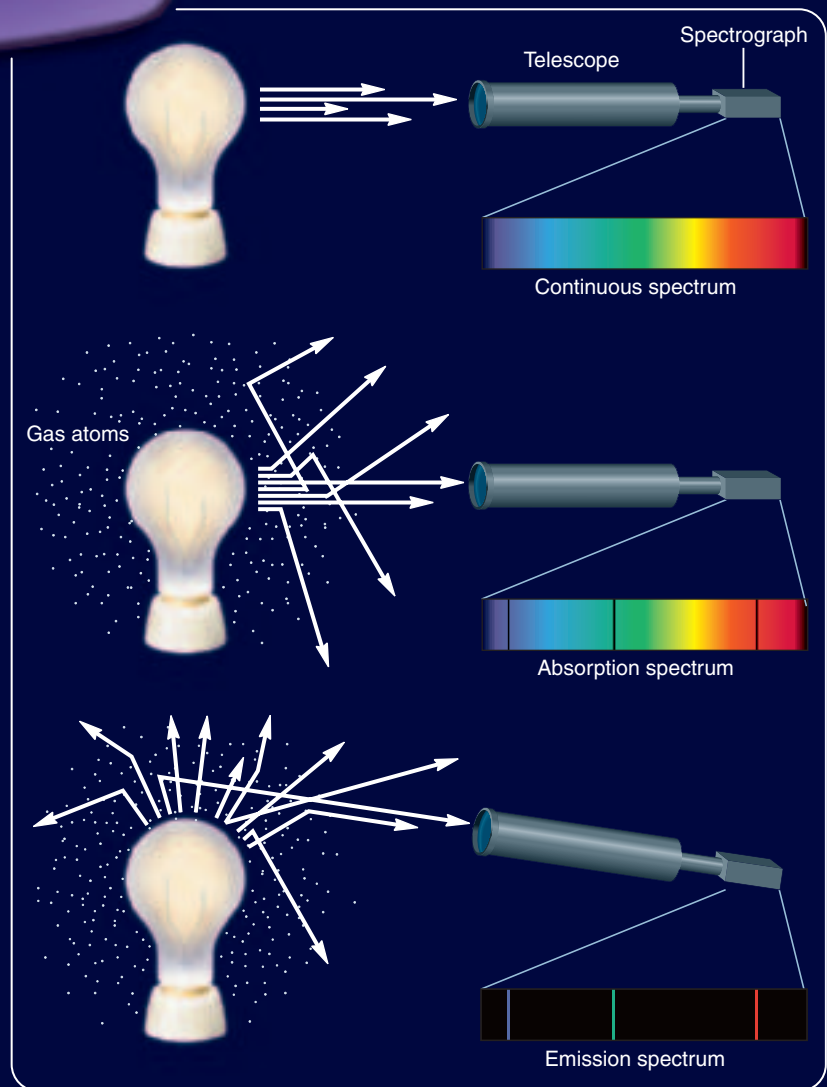 Spectrograph
Telescope
Continuous spectrum
Gas atoms
Absorption spectrum
Emission spectrum